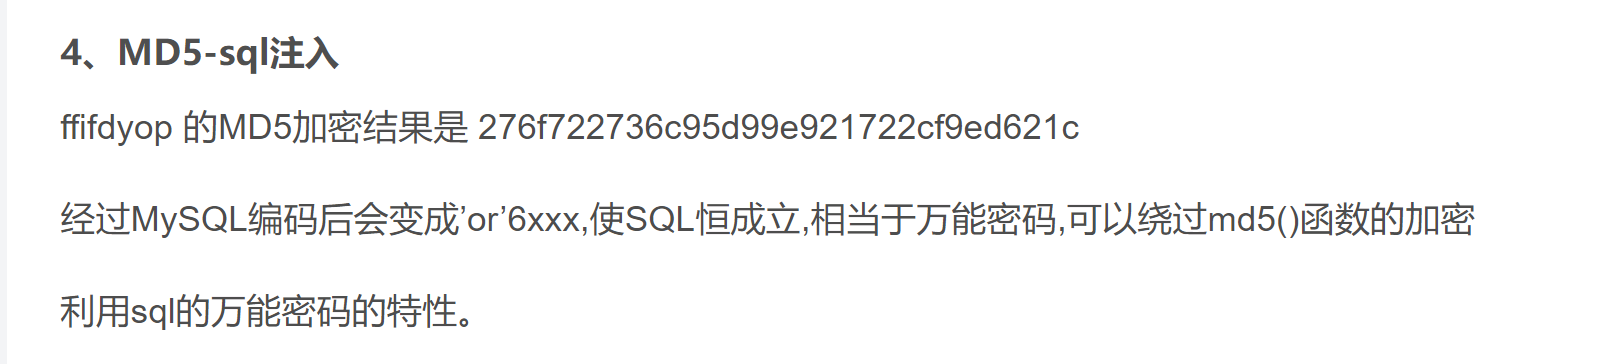 4、MD5-sql注入
ffifdyop 的MD5加密结果是 276f722736c95d99e921722cf9ed621c
经过MySQL编码后会变成’or’6xxx,使SQL恒成立,相当于万能密码,可以绕过md5()函数的加密
利用sql的万能密码的特性。